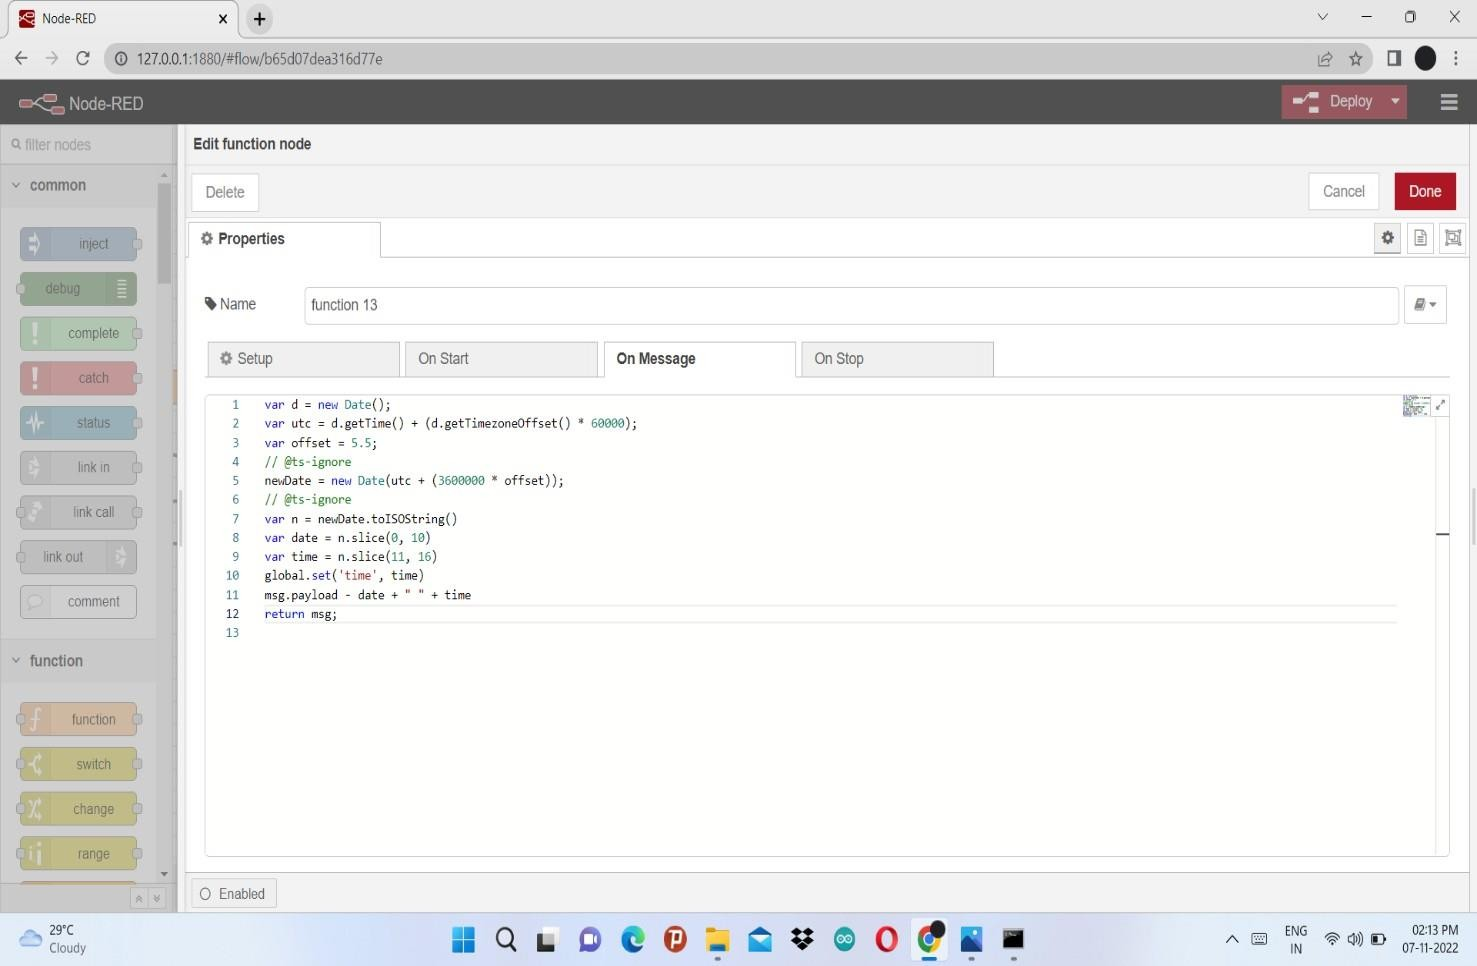 Node-RED
127.0.0.1:1880/#flow/b65d07dea316d77e
Node-RED
Deploy
filter nodes
Edit function node
common
Delete
Cancel
Done
Properties
inject
debug
Name
function 13
complete
Setup
On Start
On Message
On Stop
catch
status
link in
link call
link out
comment
1 var d = new Date();
2 var utc = d.getTime() + (d.getTimezoneOffset() * 60000);
3 var offset = 5.5;
4 // @ts-ignore
5 newDate = new Date(utc + (3600000 * offset));
6 // @ts-ignore
7 var n = newDate.toISOString()
8 var date = n.slice(0, 10)
9 var time = n.slice(11, 16)
10 global.set('time', time)
11 msg.payload - date + " " + time
12 return msg;
13
function
function
switch
change
range
Enabled
29°C
Cloudy
ENG
IN
02:13 PM
07-11-2022